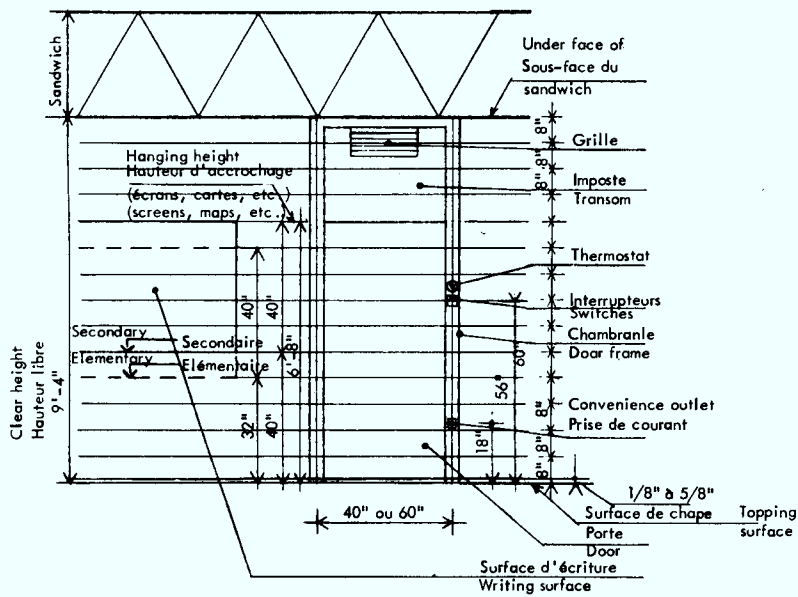 Sandwich
Under face of
Sous-face du
sandwich
8"
Grille
8"
8"
Hanging height
Hauteur d'accrochage
(écrans, cartes, etc.)
(screens, maps, etc.)
Imposte
Transom
Thermostat
Interrupteurs
Switches
Chambranle
Doar frame
40"
40"
6'-8"
60"
56"
Secondary
Secondaire
Elementary
Elémentaire
Clear height
Hauteur libre
9'-4"
32"
40"
18"
8"
Convenience outlet
Prise de courant
8"
8"
1/8" à 5/8"
40" ou 60"
Surface de chape
Topping
surface
Porte
Door
Surface d'écriture
Writing surface